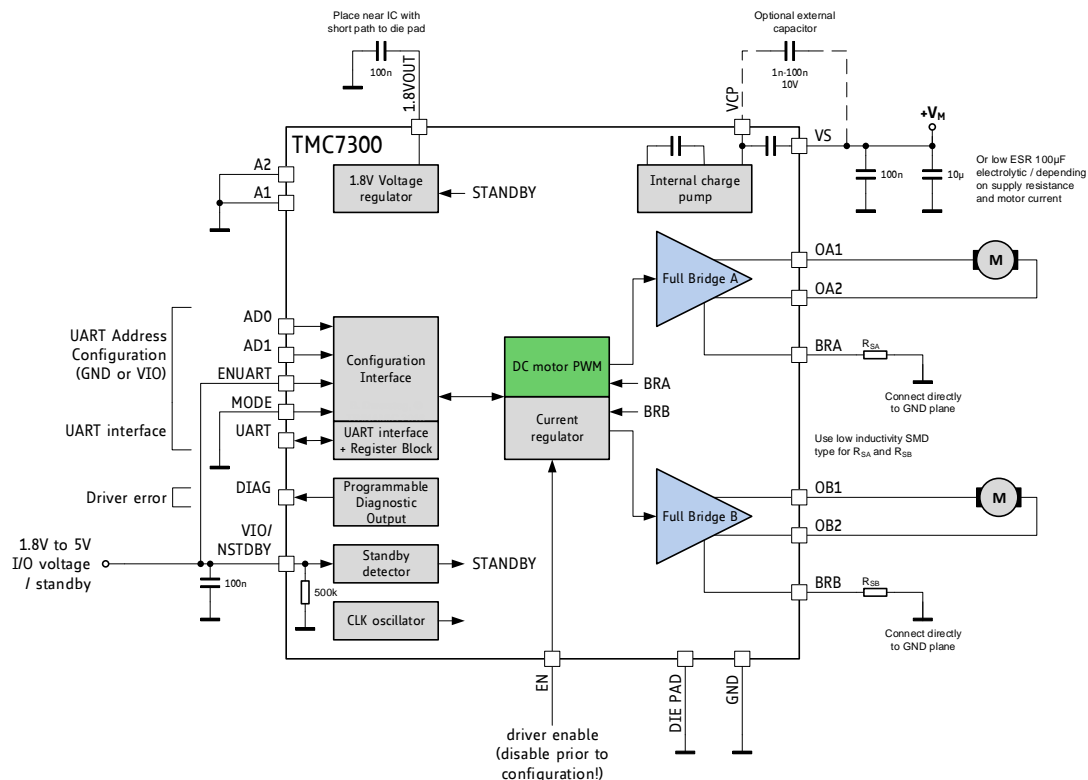 Place near IC with
short path to die pad
100n
1.8VOUT
Optional external
capacitor
1n-100n
10V
VCP
+VM
VS
100n
10µ
Or low ESR 100µF
electrolytic / depending
on supply resistance
and motor current
TMC7300
A2
A1
1.8V Voltage
regulator
STANDBY
Internal charge
pump
Full Bridge A
OA1
OA2
M
BRA
RSA
Connect directly
to GND plane
UART Address
Configuration
(GND or VIO)
UART interface
AD0
AD1
ENUART
MODE
UART
Configuration
Interface
UART interface
+ Register Block
DC motor PWM
Current
regulator
BRA
BRB
Use low inductivity SMD
type for RSA and RSB
Driver error
DIAG
Programmable
Diagnostic
Output
Full Bridge B
OB1
OB2
M
1.8V to 5V
I/O voltage
/ standby
VIO/
NSTDBY
100n
500k
Standby
detector
STANDBY
CLK oscillator
BRB
RSB
Connect directly
to GND plane
EN
DIE PAD
GND
driver enable
(disable prior to
configuration!)